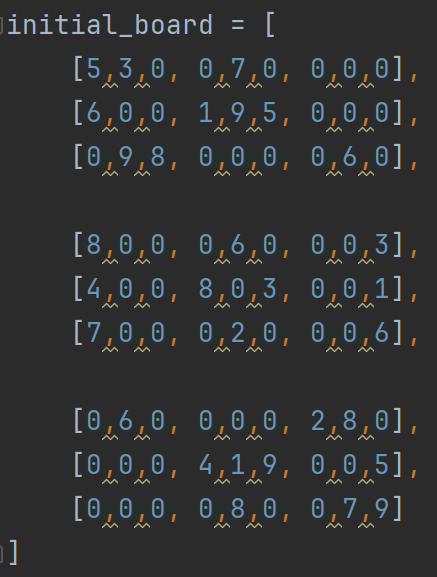 initial_board = [
[5,3,0, 0,7,0, 0,0,0],
[6,0,0, 1,9,5, 0,0,0],
[0,9,8, 0,0,0, 0,6,0],
[8,0,0, 0,6,0, 0,0,3],
[4,0,0, 8,0,3, 0,0,1],
[7,0,0, 0,2,0, 0,0,6],
[0,6,0, 0,0,0, 2,8,0],
[0,0,0, 4,1,9, 0,0,5],
[0,0,0, 0,8,0, 0,7,9]
]